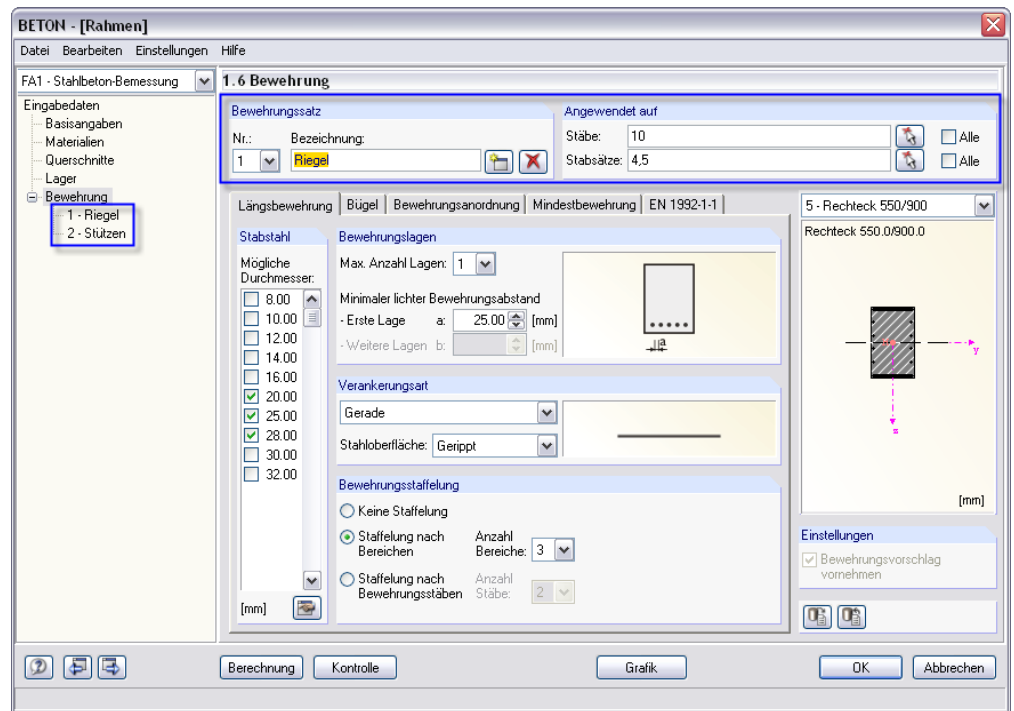 BETON - [Rahmen]
Datei Bearbeiten Einstellungen Hilfe
FA1 - Stahlbeton-Bemessung
Eingabedaten
Basisangaben
Materialien
Querschnitte
Lager
Bewehrung
1 - Riegel
2 - Stützen
1.6 Bewehrung
Bewehrungssatz
Nr.: Bezeichnung:
1 Riegel
Angewendet auf
Stäbe: 10 Alle
Stabsätze: 4,5 Alle
Längsbewehrung Bügel Bewehrungsanordnung Mindestbewehrung EN 1992-1-1
Stabstahl
Mögliche
Durchmesser:
8.00
10.00
12.00
14.00
16.00
20.00
25.00
28.00
30.00
32.00
[mm]
Bewehrungslagen
Max. Anzahl Lagen: 1
Minimaler lichter Bewehrungsabstand
- Erste Lage a: 25.00 [mm]
- Weitere Lagen b: [mm]
a
Verankerungsart
Gerade
Stahloberfläche: Gerippt
Bewehrungsstaffelung
Keine Staffelung
Staffelung nach Bereichen Anzahl Bereiche: 3
Staffelung nach Bewehrungsstäben Anzahl Stäbe: 2
5 - Rechteck 550/900
Rechteck 550.0/900.0
y
z
[mm]
Einstellungen
Bewehrungsvorschlag
vornehmen
Berechnung Kontrolle Grafik OK Abbrechen